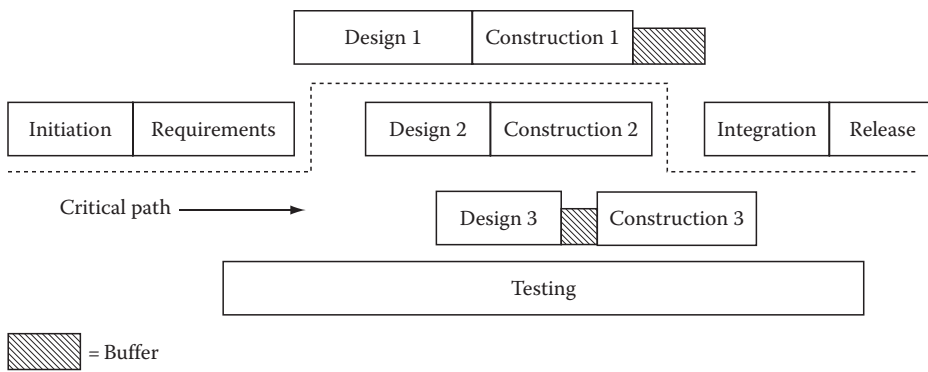 Design 1 Construction 1
Initiation Requirements Design 2 Construction 2 Integration Release
Critical path
Design 3 Construction 3
Testing
= Buffer